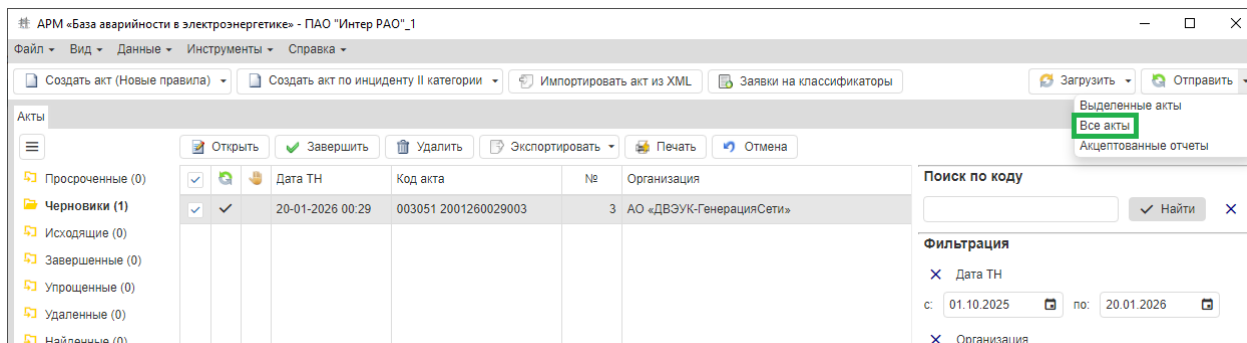 АРМ «База аварийности в электроэнергетике» - ПАО "Интер РАО"_1
Файл Вид Данные Инструменты Справка
Создать акт (Новые правила) Создать акт по инциденту II категории Импортировать акт из XML Заявки на классификаторы Загрузить Отправить
Выделенные акты
Все акты
Акцептованные отчеты
Акты
Открыть Завершить Удалить Экспортировать Печать Отмена
Дата ТН Код акта № Организация
20-01-2026 00:29 003051 2001260029003 3 АО «ДВЭУК-ГенерацияСети»
Просроченные (0)
Черновики (1)
Исходящие (0)
Завершенные (0)
Упрощенные (0)
Удаленные (0)
Найденные (0)
Поиск по коду
Найти
Фильтрация
Дата ТН
с: 01.10.2025 по: 20.01.2026
Организация